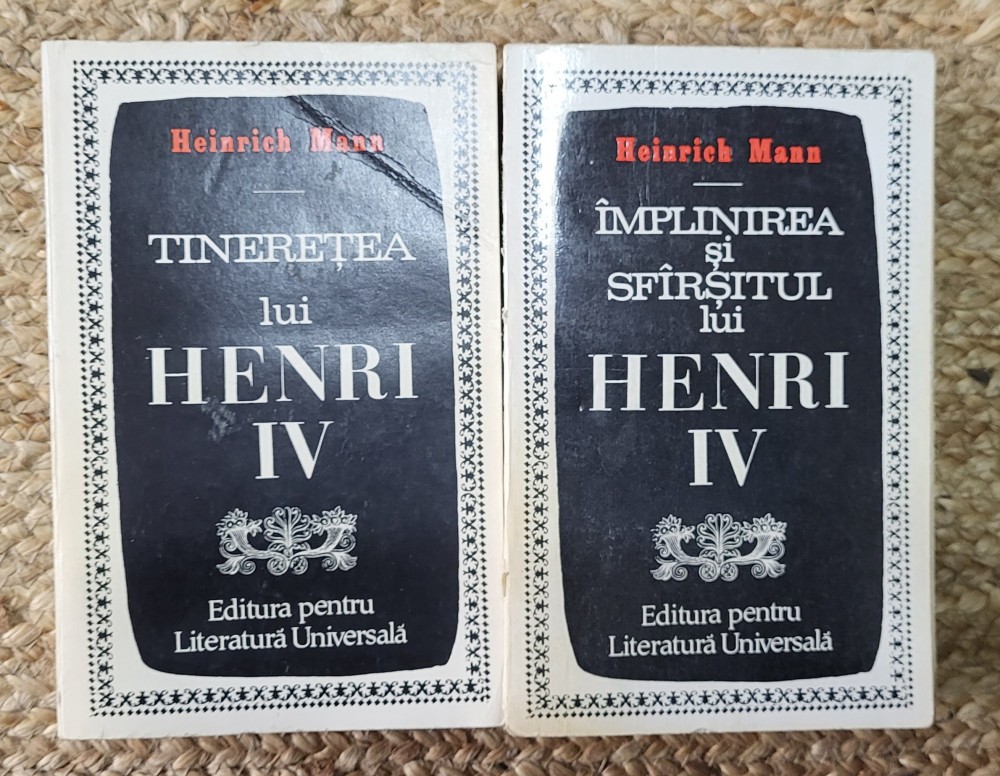 Heinrich Mann
TINEREȚEA
lui
HENRI
IV
Editura pentru
Literatură Universală
Heinrich Mann
ÎMPLINIREA
și
SFÎRȘITUL
lui
HENRI
IV
Editura pentru
Literatură Universală